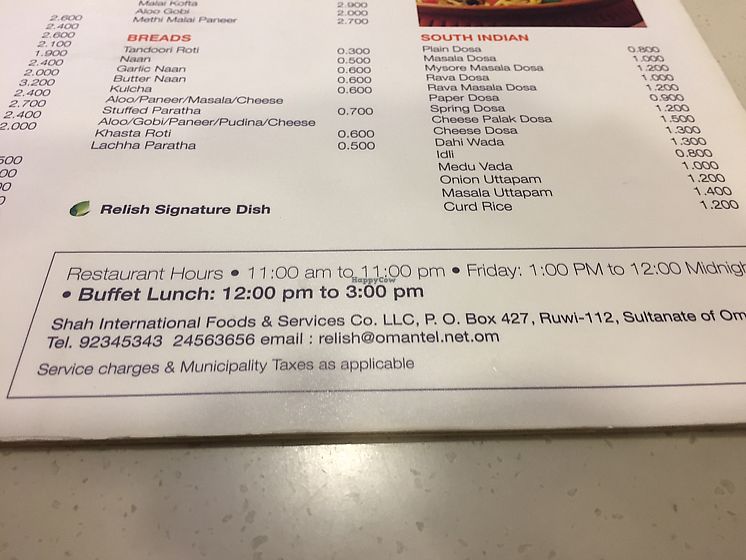 2.600
2.400
2.600
2.100
1.900
2.400
2.000
3.200
2.400
2.700
2.400
2.000
Malai Kofta 2.900
Aloo Gobi 2.000
Methi Malai Paneer 2.700
BREADS
Tandoori Roti 0.300
Naan 0.500
Garlic Naan 0.600
Butter Naan 0.600
Kulcha 0.600
Aloo/Paneer/Masala/Cheese
Stuffed Paratha 0.700
Aloo/Gobi/Paneer/Pudina/Cheese
Khasta Roti 0.600
Lachha Paratha 0.500
Relish Signature Dish
SOUTH INDIAN
Plain Dosa 0.800
Masala Dosa 1.000
Mysore Masala Dosa 1.200
Rava Dosa 1.000
Rava Masala Dosa 1.200
Paper Dosa 0.900
Spring Dosa 1.200
Cheese Palak Dosa 1.500
Cheese Dosa 1.300
Dahi Wada 1.300
Idli 0.800
Medu Vada 1.000
Onion Uttapam 1.200
Masala Uttapam 1.400
Curd Rice 1.200
Restaurant Hours • 11:00 am to 11:00 pm • Friday: 1:00 PM to 12:00 Midnigh
HappyCow
• Buffet Lunch: 12:00 pm to 3:00 pm
Shah International Foods & Services Co. LLC, P. O. Box 427, Ruwi-112, Sultanate of Om
Tel. 92345343 24563656 email : relish@omantel.net.om
Service charges & Municipality Taxes as applicable